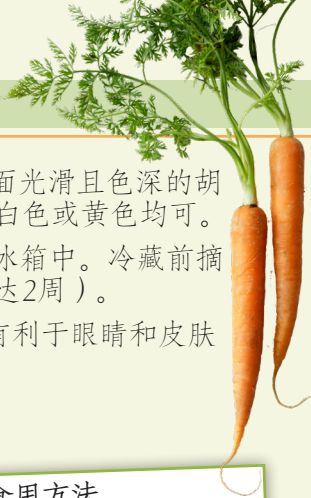 面光滑且色深的胡
白色或黄色均可。
水箱中。冷藏前摘
达2周）。
有利于眼睛和皮肤
食用方法